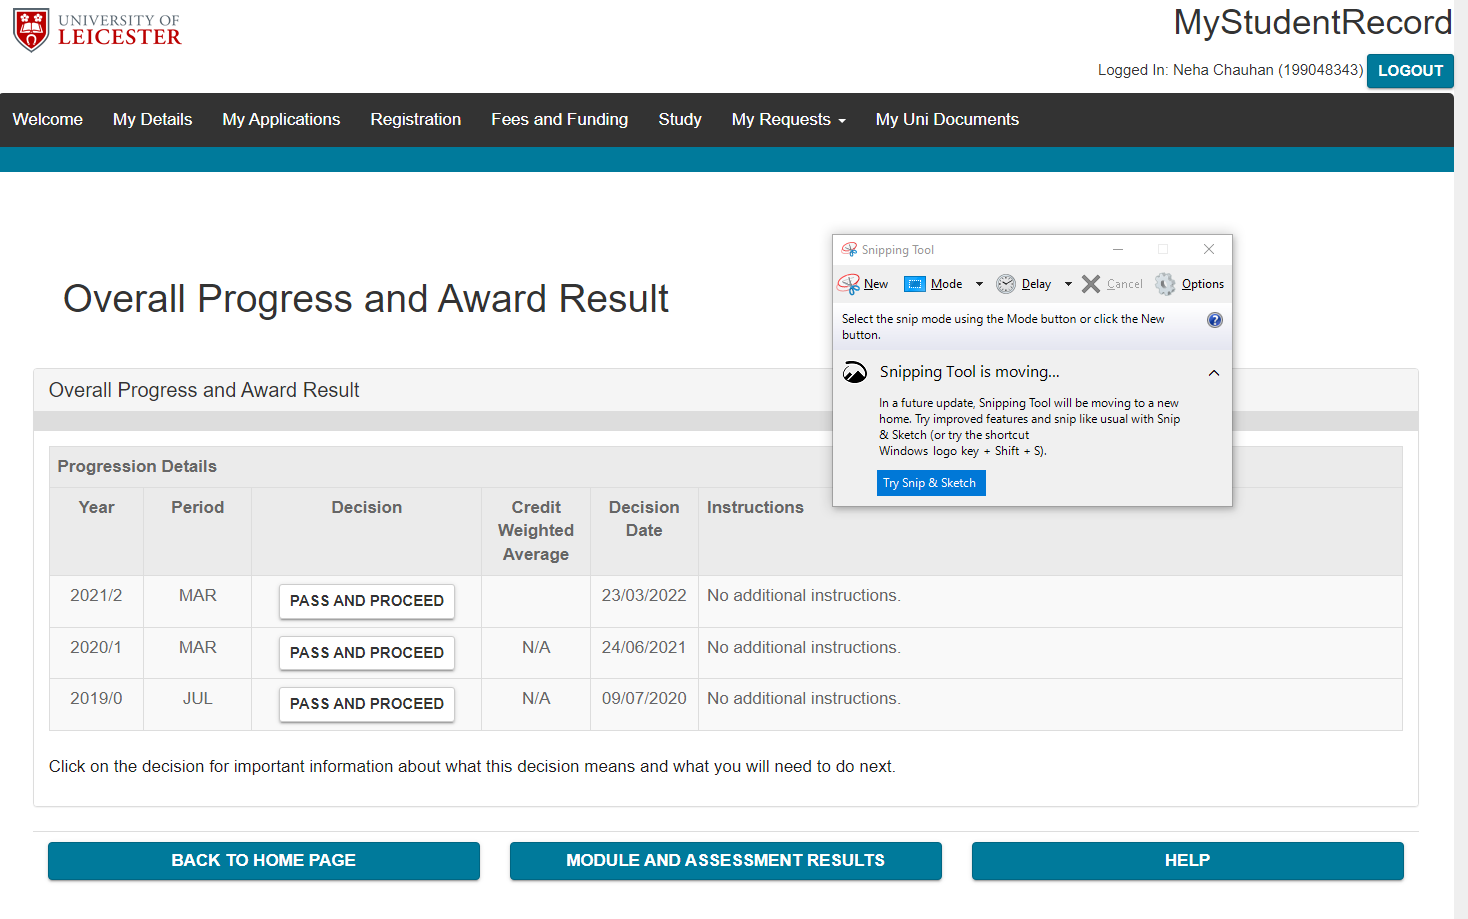 UNIVERSITY OF
LEICESTER
MyStudentRecord
Logged In: Neha Chauhan (199048343) LOGOUT
Welcome My Details My Applications Registration Fees and Funding Study My Requests My Uni Documents
Overall Progress and Award Result
Snipping Tool
New Mode Delay Cancel Options
Select the snip mode using the Mode button or click the New
button.
Snipping Tool is moving...
In a future update, Snipping Tool will be moving to a new
home. Try improved features and snip like usual with Snip
& Sketch (or try the shortcut
Windows logo key + Shift + S).
Try Snip & Sketch
Overall Progress and Award Result
Progression Details
Year Period Decision Credit Weighted Average Decision Date Instructions
2021/2 MAR PASS AND PROCEED 23/03/2022 No additional instructions.
2020/1 MAR PASS AND PROCEED N/A 24/06/2021 No additional instructions.
2019/0 JUL PASS AND PROCEED N/A 09/07/2020 No additional instructions.
Click on the decision for important information about what this decision means and what you will need to do next.
BACK TO HOME PAGE MODULE AND ASSESSMENT RESULTS HELP